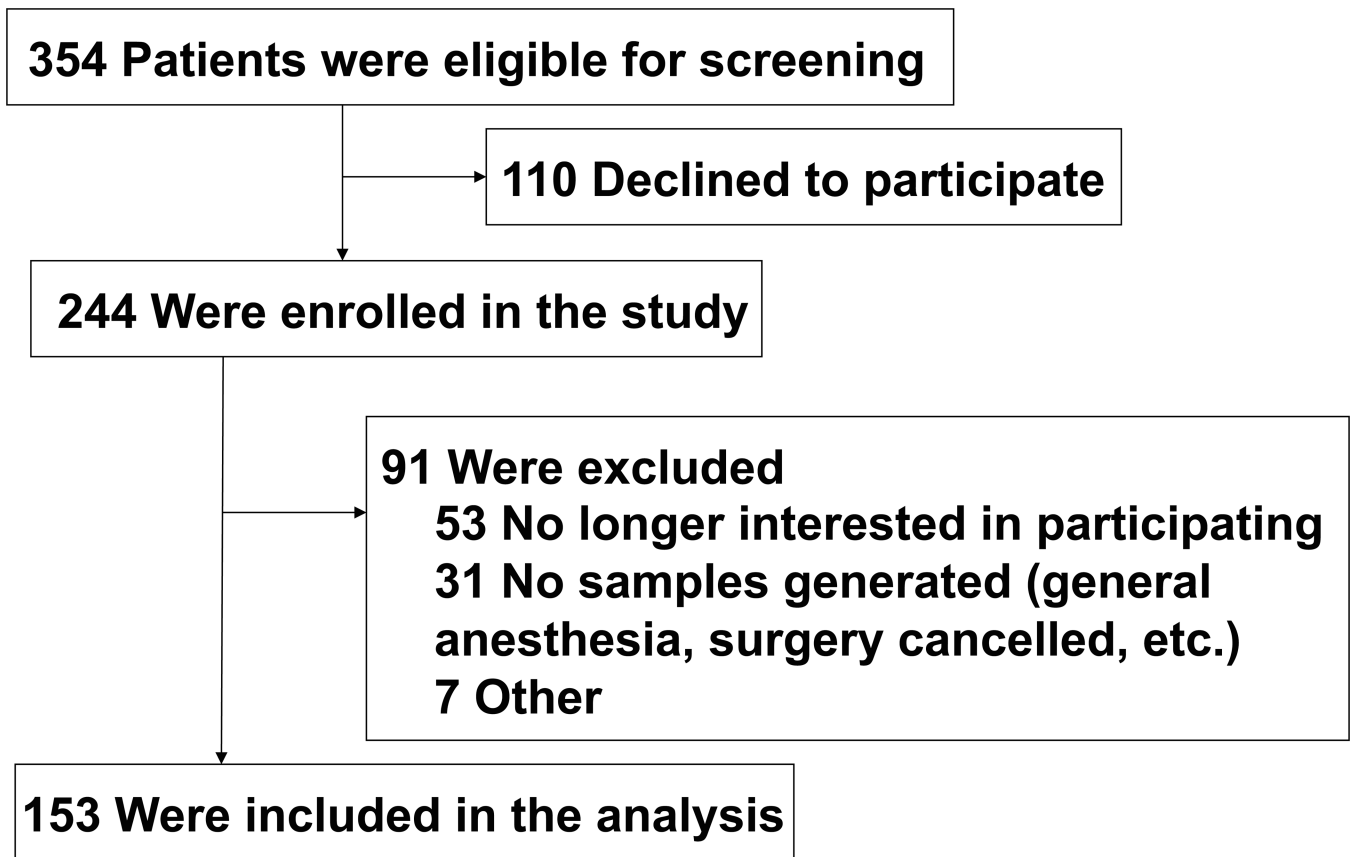 354 Patients were eligible for screening
110 Declined to participate
244 Were enrolled in the study
91 Were excluded
53 No longer interested in participating
31 No samples generated (general
anesthesia, surgery cancelled, etc.)
7 Other
153 Were included in the analysis